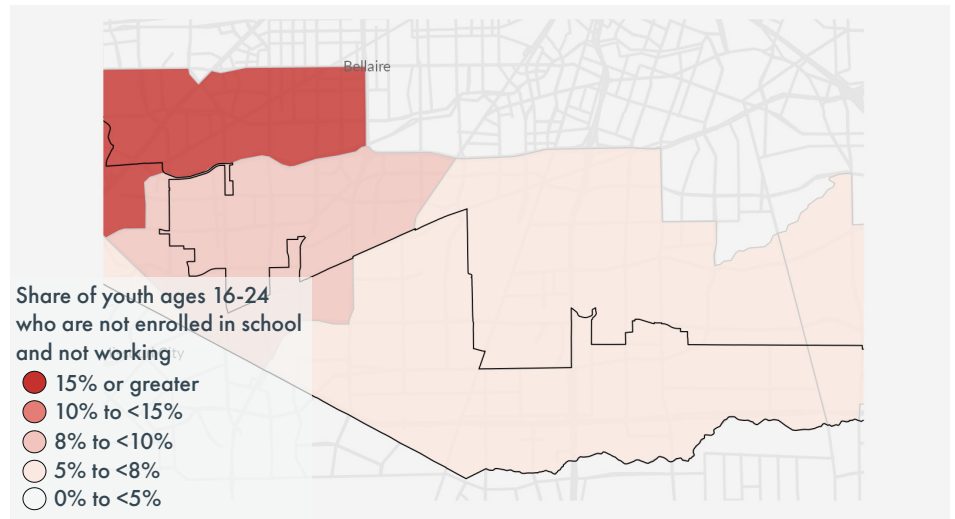 Bellaire
Share of youth ages 16-24
who are not enrolled in school
and not working
City
15% or greater
10% to <15%
8% to <10%
5% to <8%
0% to <5%